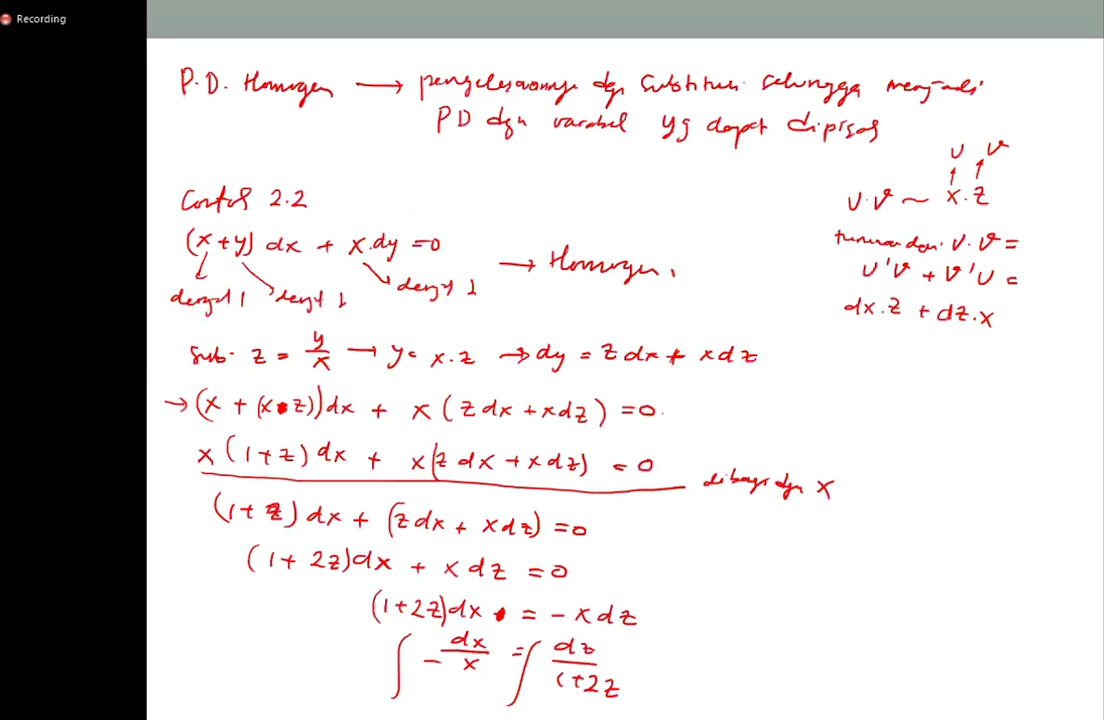 Recording
P.D. Homogen → pengelesaiannya dgn Substitusi sehingga menjadi
PD dgn variabel yg dapat dipisah
Contoh 2.2
(x+y) dx + x.dy = 0 → Homogen,
derajat 1 derajat 1 derajat 1
Sub. z = y/x → y = x.z → dy = z dx + x dz
→ (x + (x.z)) dx + x (z dx + x dz) = 0.
x (1+z) dx + x (z dx + x dz) = 0 dibagi dgn x
(1+z) dx + (z dx + x dz) = 0
(1+2z) dx + x dz = 0
(1+2z) dx = - x dz
∫ - dx/x = ∫ dz/(1+2z)
U V
↑ ↑
U.V ~ x.z
turunan dari U.V =
U'V + V'U =
dx.z + dz.x